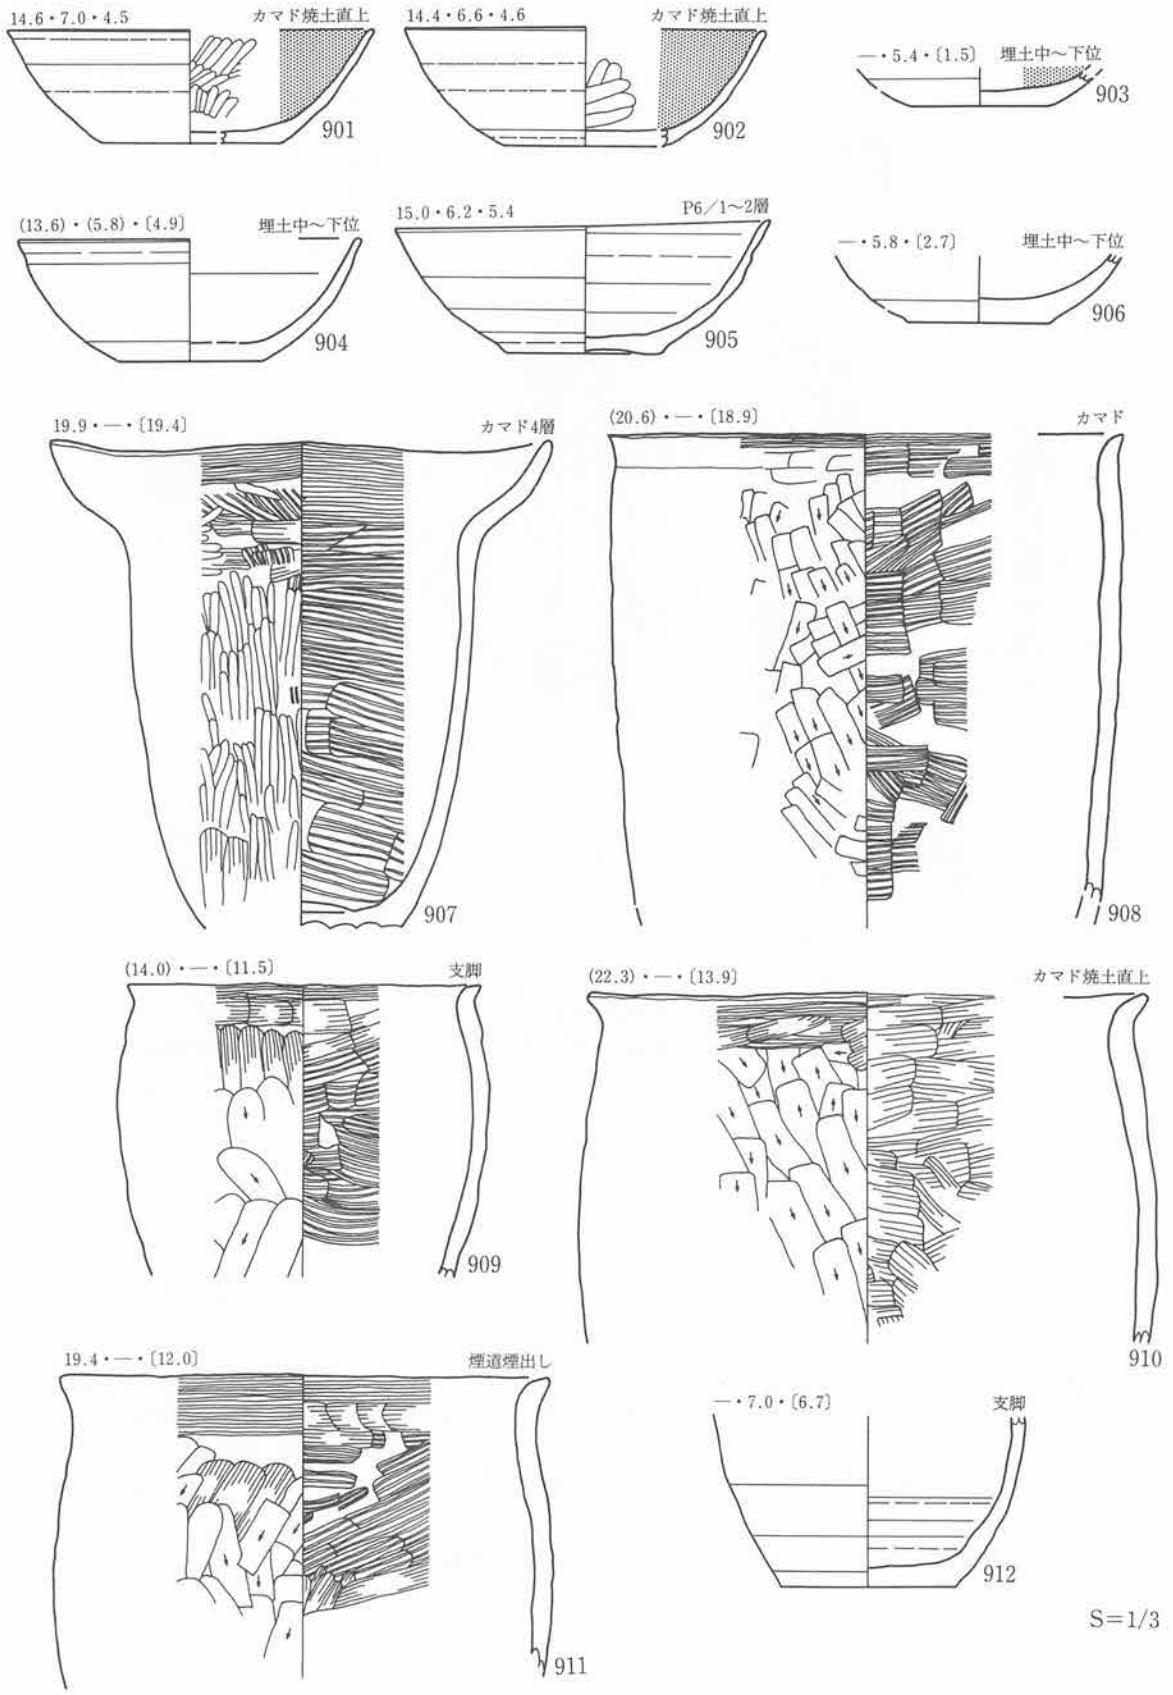 14.6・7.0・4.5 カマド焼土直上
901
14.4・6.6・4.6 カマド焼土直上
902
―・5.4・〔1.5〕 埋土中〜下位
903
(13.6)・(5.8)・〔4.9〕 埋土中〜下位
904
15.0・6.2・5.4 P6／1〜2層
905
―・5.8・〔2.7〕 埋土中〜下位
906
19.9・―・〔19.4〕 カマド4層
907
(20.6)・―・〔18.9〕 カマド
908
(14.0)・―・〔11.5〕 支脚
909
(22.3)・―・〔13.9〕 カマド焼土直上
910
19.4・―・〔12.0〕 煙道煙出し
911
―・7.0・〔6.7〕 支脚
912
S=1/3